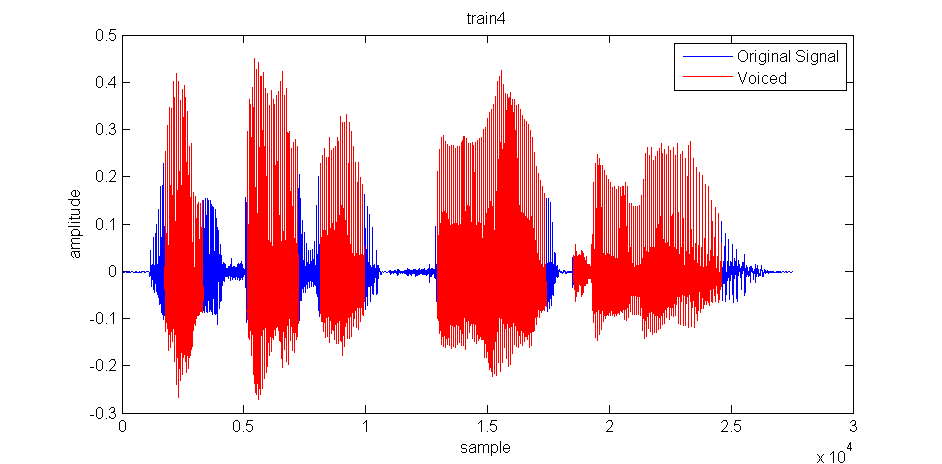 train4
0.5
0.4
0.3
0.2
0.1
0
-0.1
-0.2
-0.3
amplitude
Original Signal
Voiced
0 0.5 1 1.5 2 2.5 3
sample
x 10^4